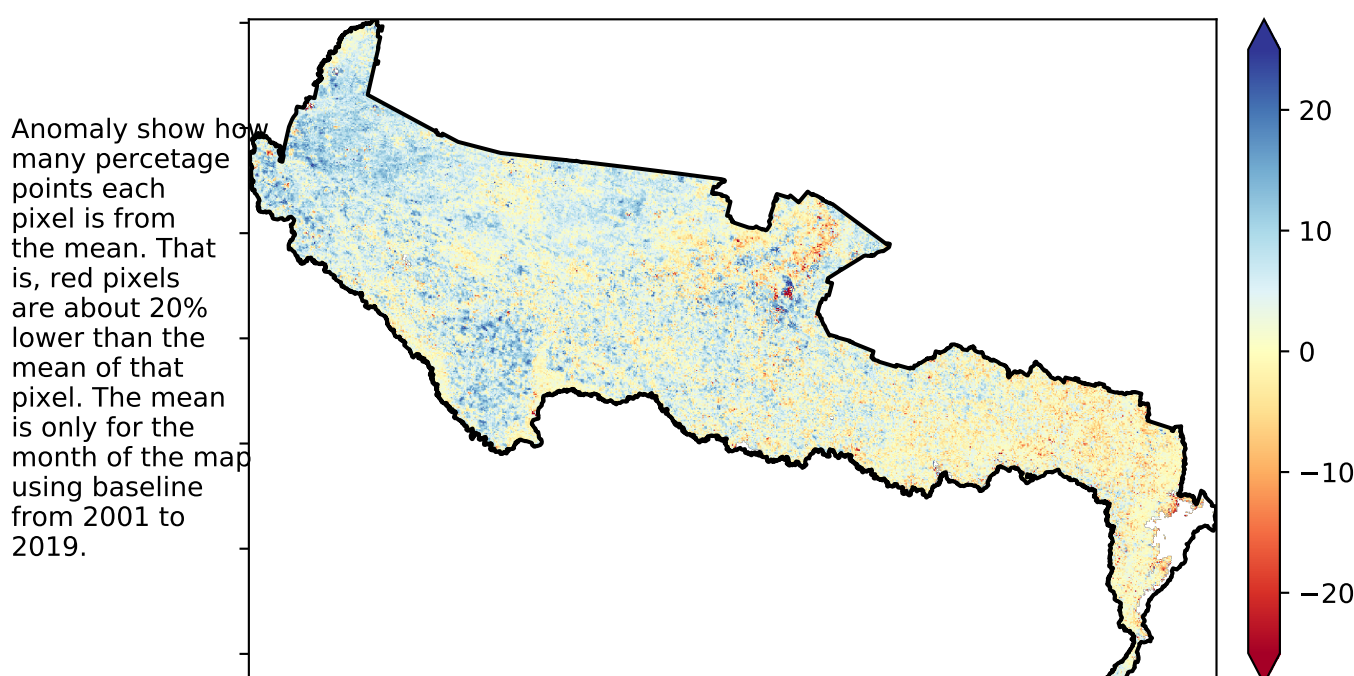 Anomaly show how
many percetage
points each
pixel is from
the mean. That
is, red pixels
are about 20%
lower than the
mean of that
pixel. The mean
is only for the
month of the map
using baseline
from 2001 to
2019.
20
10
0
−10
−20